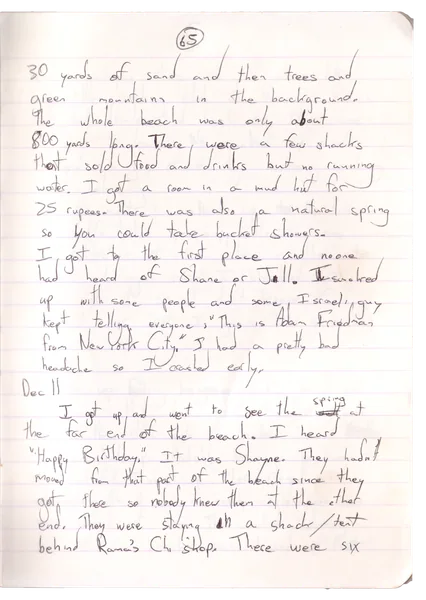 65
30 yards of sand and then trees and
green mountains in the background.
The whole beach was only about
800 yards long. There were a few shacks
that sold food and drinks but no running
water. I got a room in a mud hut for
25 rupees. There was also a natural spring
so you could take bucket showers.
I got to the first place and noone
had heard of Shane or Jill. I smoked
up with some people and some Israeli guy
kept telling everyone, "This is Adam Friedman
from New York City." I had a pretty bad
headache so I crashed early.
Dec 11
I got up and went to see the spring at
the far end of the beach. I heard
"Happy Birthday." It was Shayne. They hadn't
moved from that part of the beach since they
got there so nobody knew them at the other
end. They were staying in a shack/tent
behind Rama's Chi shop. There were six